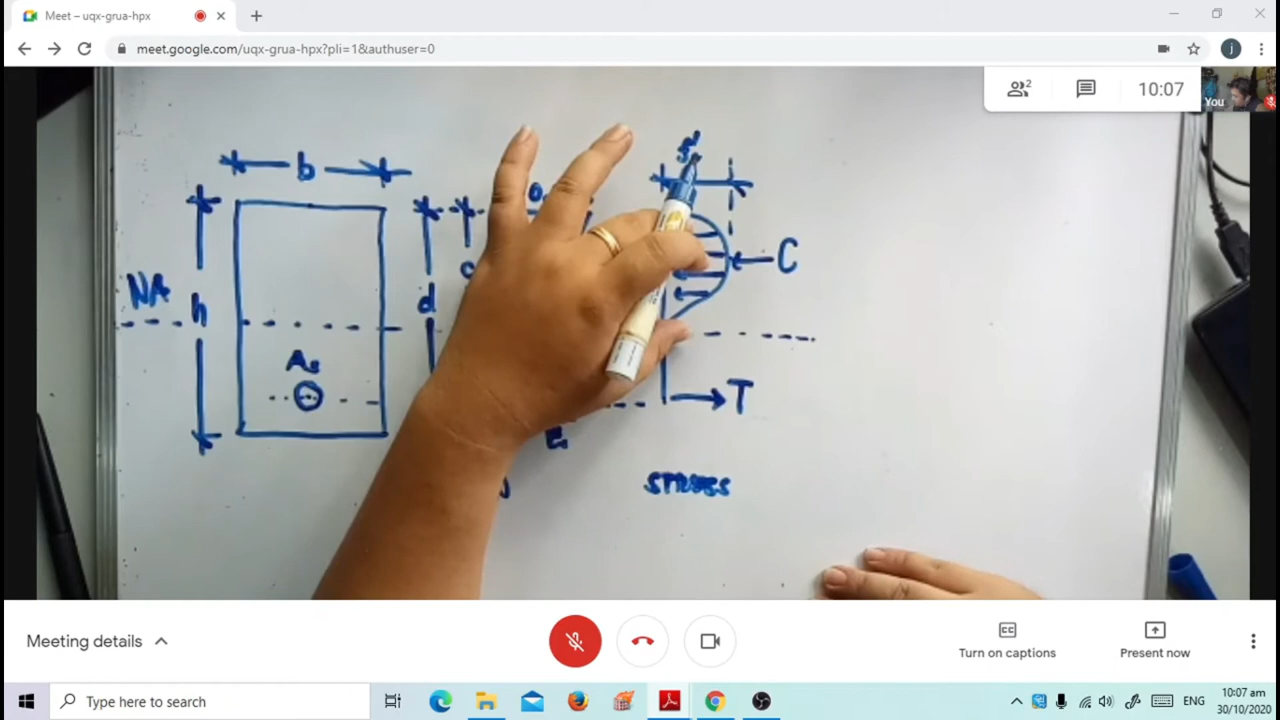 Meet – uqx-grua-hpx
meet.google.com/uqx-grua-hpx?pli=1&authuser=0
j
2
10:07
You
b
NA
h
d
As
C
T
STRESS
Meeting details
CC
Turn on captions
Present now
Type here to search
ENG
10:07 am
30/10/2020